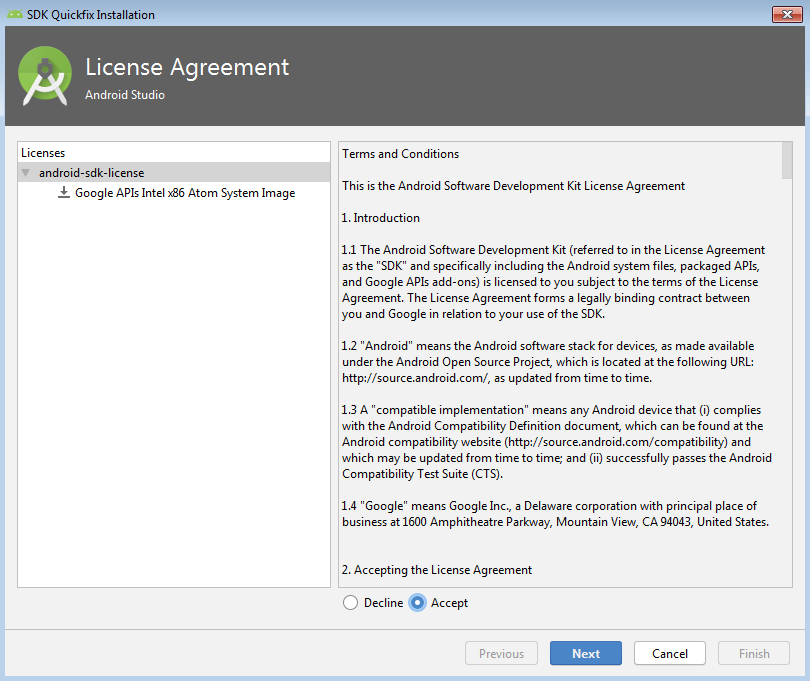 SDK Quickfix Installation
License Agreement
Android Studio
Licenses
android-sdk-license
Google APIs Intel x86 Atom System Image
Terms and Conditions
This is the Android Software Development Kit License Agreement
1. Introduction
1.1 The Android Software Development Kit (referred to in the License Agreement
as the "SDK" and specifically including the Android system files, packaged APIs,
and Google APIs add-ons) is licensed to you subject to the terms of the License
Agreement. The License Agreement forms a legally binding contract between
you and Google in relation to your use of the SDK.
1.2 "Android" means the Android software stack for devices, as made available
under the Android Open Source Project, which is located at the following URL:
http://source.android.com/, as updated from time to time.
1.3 A "compatible implementation" means any Android device that (i) complies
with the Android Compatibility Definition document, which can be found at the
Android compatibility website (http://source.android.com/compatibility) and
which may be updated from time to time; and (ii) successfully passes the Android
Compatibility Test Suite (CTS).
1.4 "Google" means Google Inc., a Delaware corporation with principal place of
business at 1600 Amphitheatre Parkway, Mountain View, CA 94043, United States.
2. Accepting the License Agreement
Decline Accept
Previous Next Cancel Finish